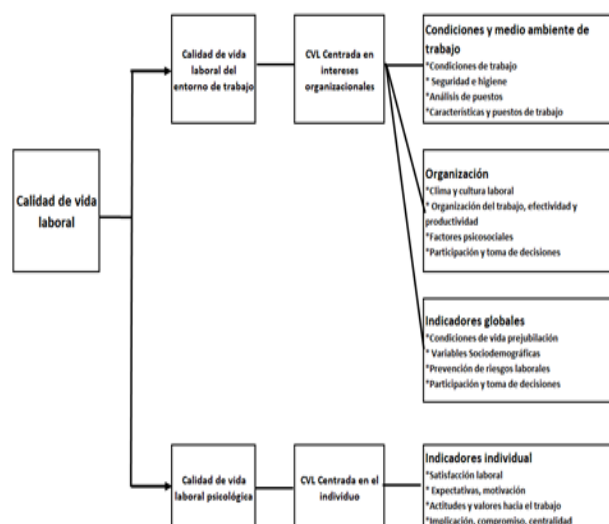 Calidad de vida
laboral
Calidad de vida
laboral del
entorno de trabajo
CVL Centrada en
intereses
organizacionales
Condiciones y medio ambiente de
trabajo
*Condiciones de trabajo
* Seguridad e higiene
*Análisis de puestos
*Características y puestos de trabajo
Organización
*Clima y cultura laboral
* Organización del trabajo, efectividad y
productividad
*Factores psicosociales
*Participación y toma de decisiones
Indicadores globales
*Condiciones de vida prejubilación
* Variables Sociodemográficas
*Prevención de riesgos laborales
*Participación y toma de decisiones
Calidad de vida
laboral psicológica
CVL Centrada en el
individuo
Indicadores individual
*Satisfacción laboral
* Expectativas, motivación
*Actitudes y valores hacia el trabajo
*Implicación, compromiso, centralidad